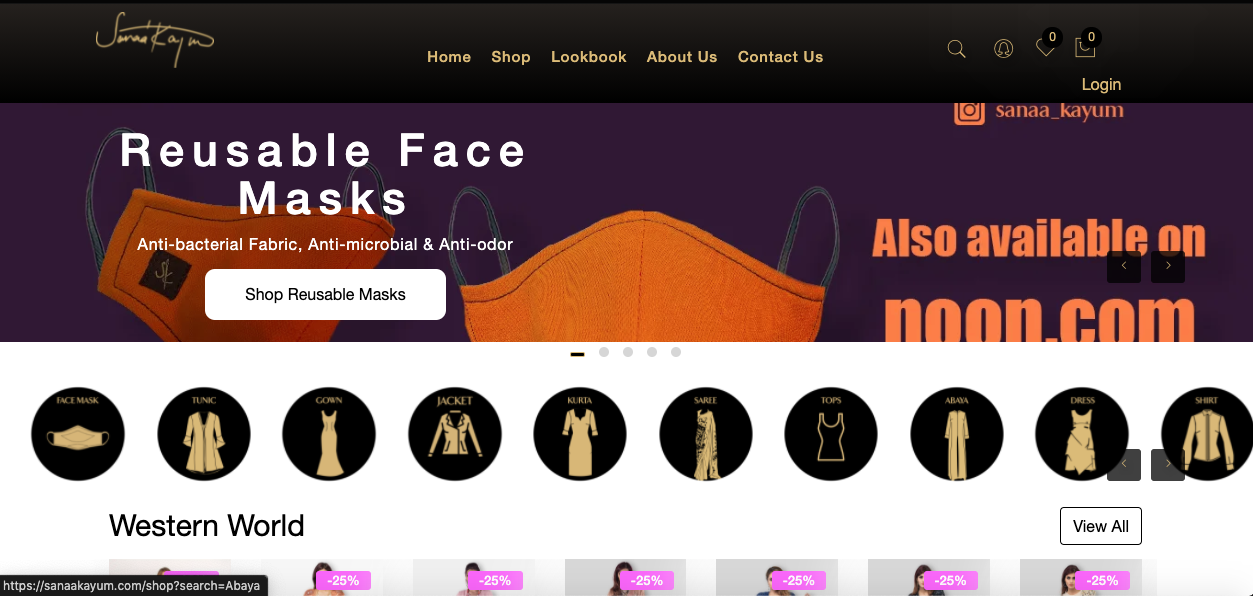 Sanaa Kayum
Home Shop Lookbook About Us Contact Us
0 0
Login
sanaa_kayum
Reusable Face
Masks
Anti-bacterial Fabric, Anti-microbial & Anti-odor
Shop Reusable Masks
Also available on
noon.com
SK
FACE MASK TUNIC GOWN JACKET KURTA SAREE TOPS ABAYA DRESS SHIRT
Western World
View All
-25% -25% -25% -25% -25% -25%
https://sanaakayum.com/shop?search=Abaya